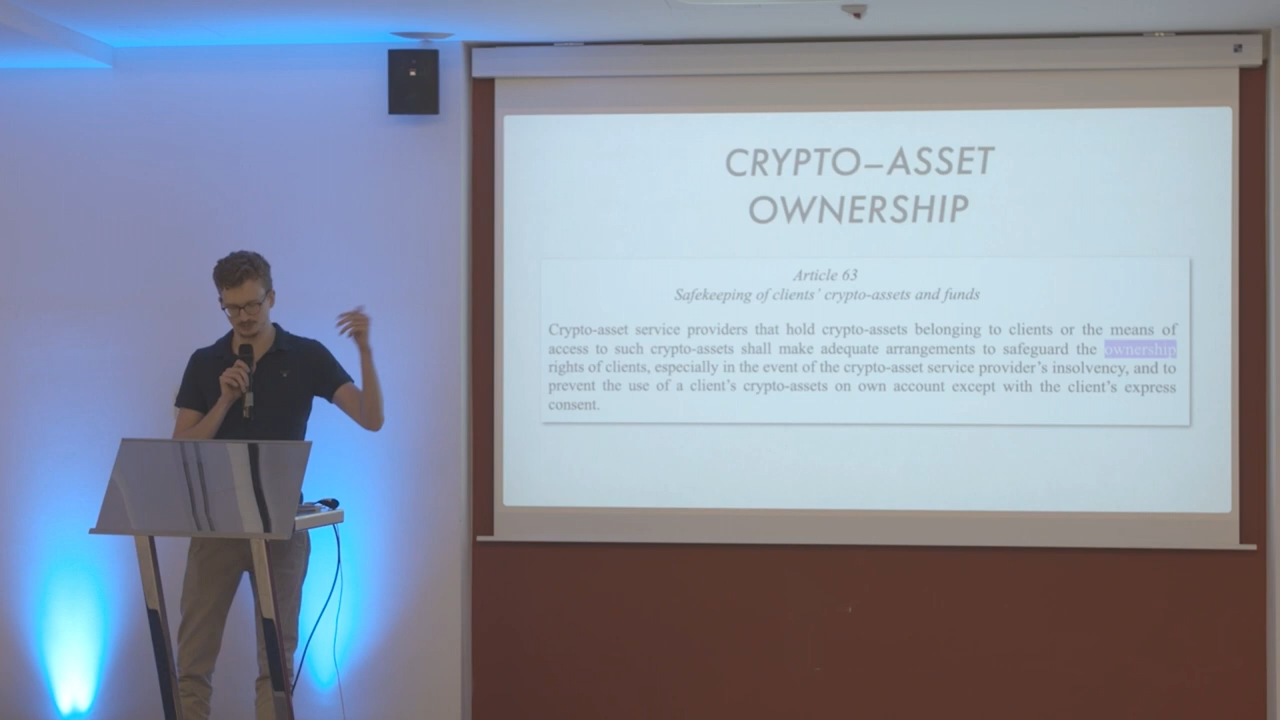 CRYPTO–ASSET
OWNERSHIP
Article 63
Safekeeping of clients' crypto-assets and funds
Crypto-asset service providers that hold crypto-assets belonging to clients or the means of
access to such crypto-assets shall make adequate arrangements to safeguard the ownership
rights of clients, especially in the event of the crypto-asset service provider's insolvency, and to
prevent the use of a client's crypto-assets on own account except with the client's express
consent.